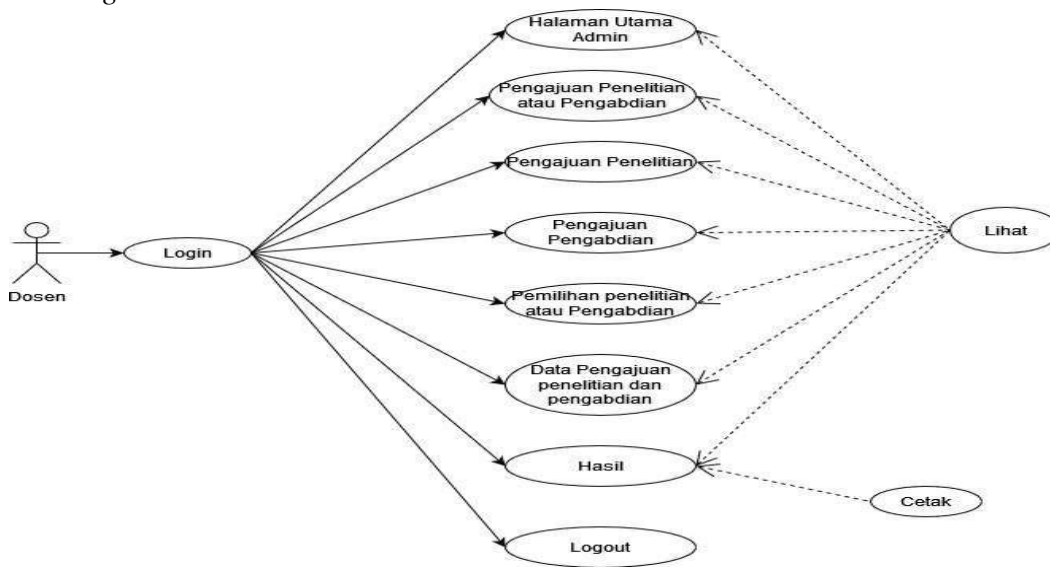 Halaman Utama
Admin
Pengajuan Penelitian
atau Pengabdian
Pengajuan Penelitian
Pengajuan
Pengabdian
Lihat
Login
Dosen
Pemilihan penelitian
atau Pengabdian
Data Pengajuan
penelitian dan
pengabdian
Hasil
Cetak
Logout